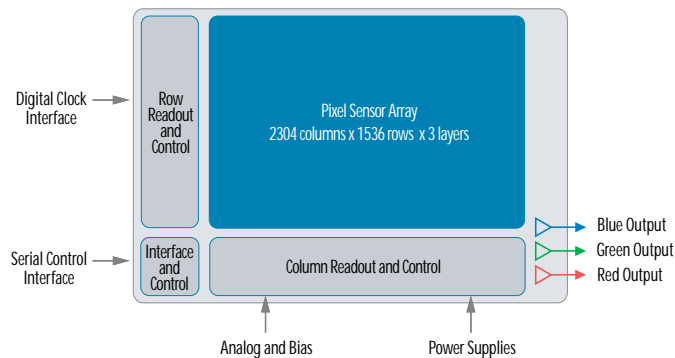 Digital Clock
Interface
Row
Readout
and
Control
Pixel Sensor Array
2304 columns x 1536 rows x 3 layers
Blue Output
Green Output
Red Output
Serial Control
Interface
Interface
and
Control
Column Readout and Control
Analog and Bias
Power Supplies